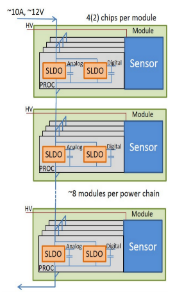 ~10A, ~12V
4(2) chips per module
HV
Module
Analog
Digital
SLDO
SLDO
Sensor
PROC
HV
Module
Analog
Digital
SLDO
SLDO
Sensor
PROC
~8 modules per power chain
HV
Module
Analog
Digital
SLDO
SLDO
Sensor
PROC